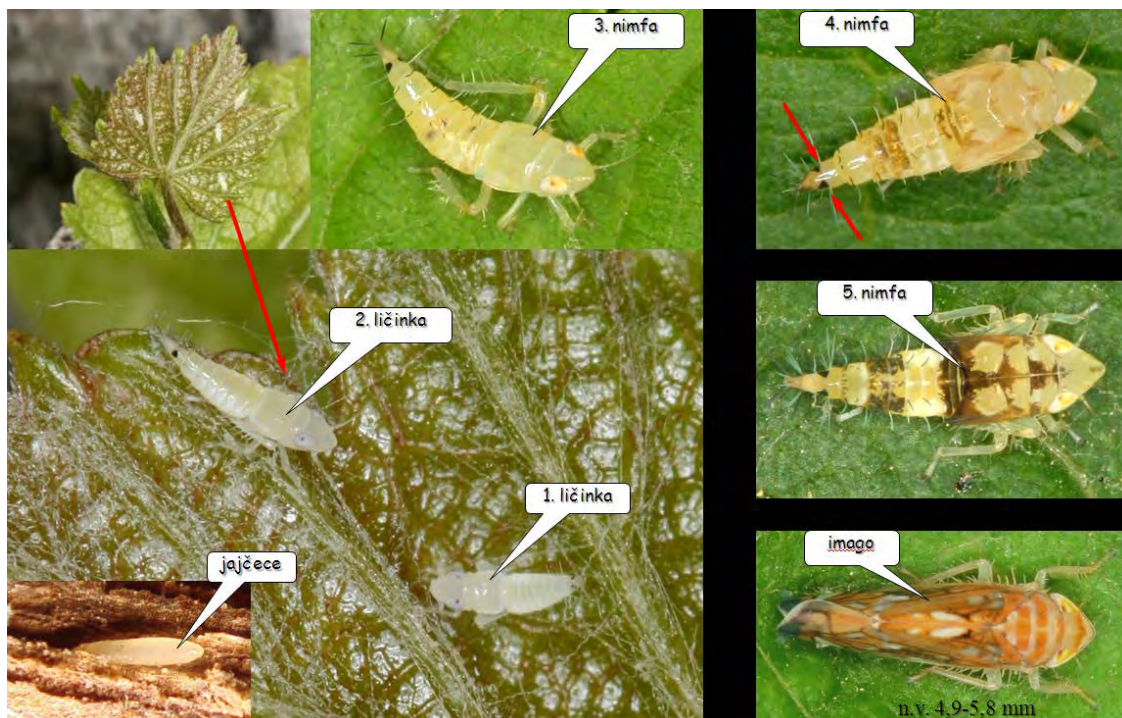 3. nimfa
4. nimfa
2. ličinka
5. nimfa
1. ličinka
jajčece
imago
n.v. 4,9-5,8 mm